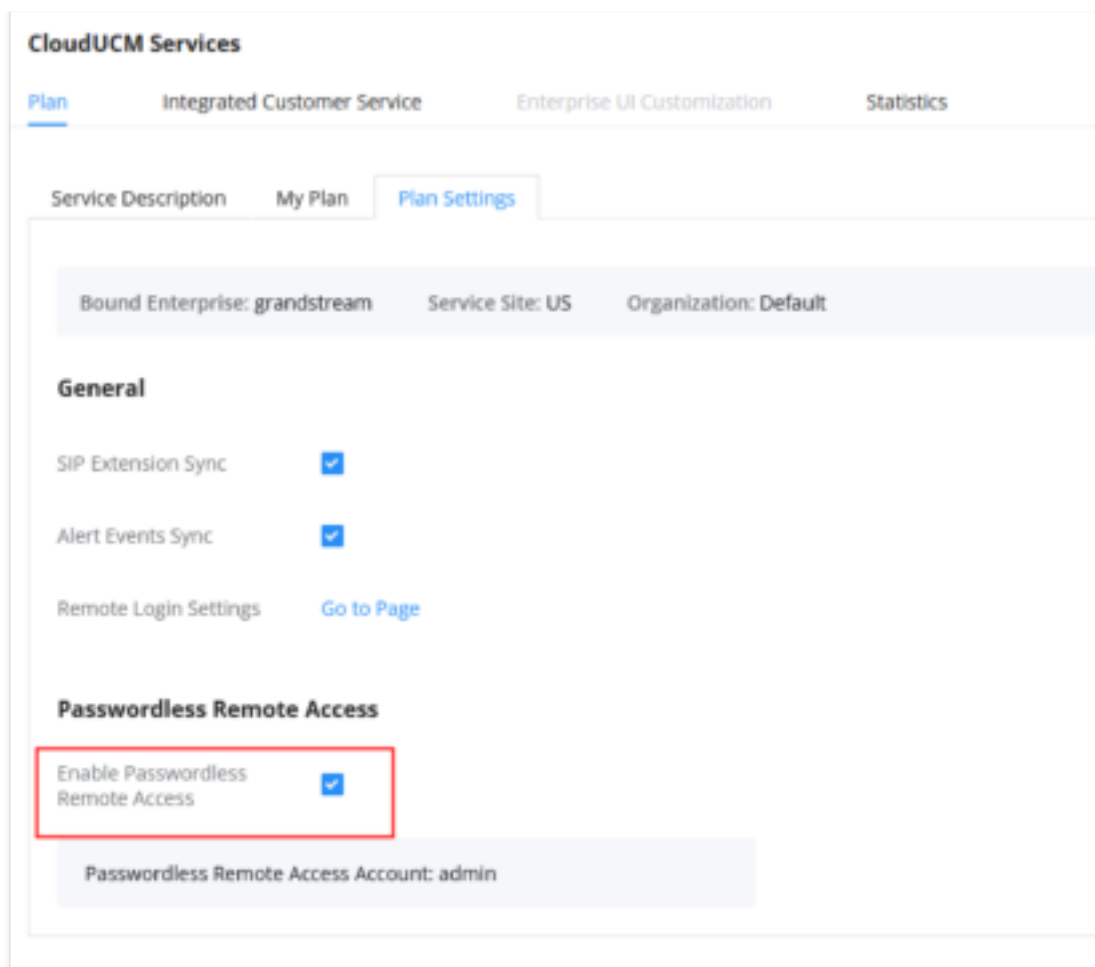 CloudUCM Services
Plan Integrated Customer Service Enterprise UI Customization Statistics
Service Description My Plan Plan Settings
Bound Enterprise: grandstream Service Site: US Organization: Default
General
SIP Extension Sync
Alert Events Sync
Remote Login Settings Go to Page
Passwordless Remote Access
Enable Passwordless
Remote Access
Passwordless Remote Access Account: admin